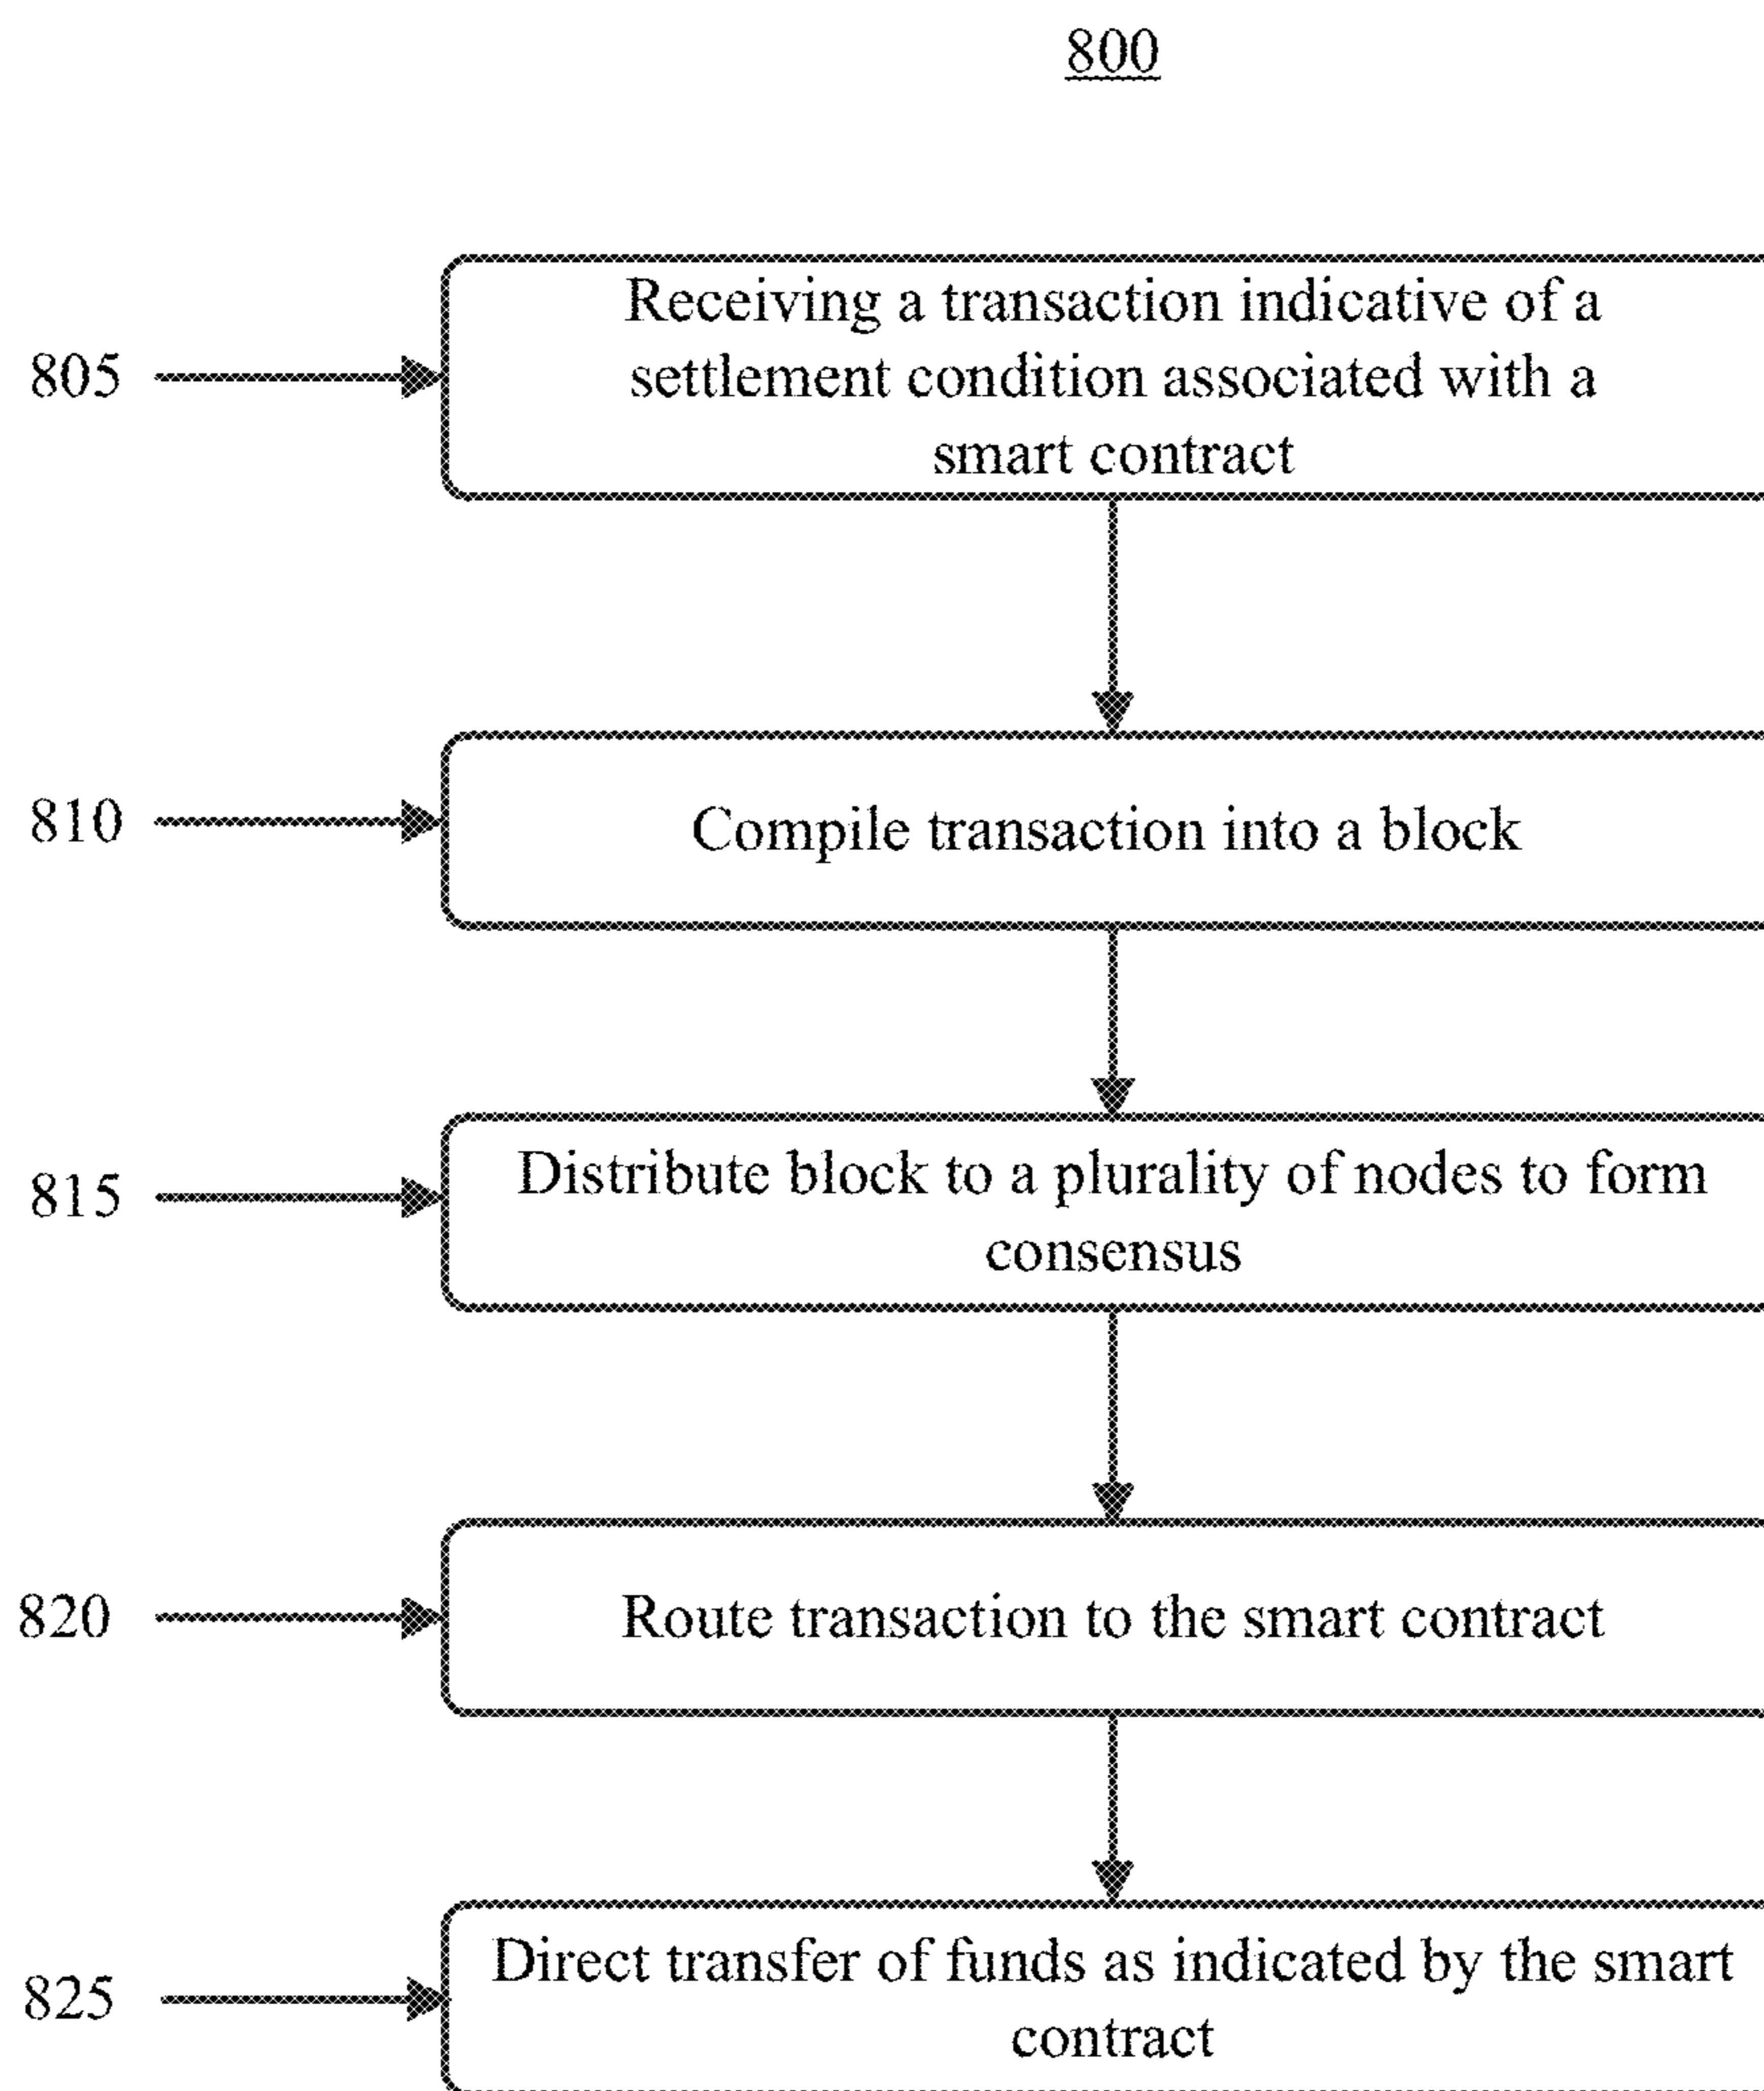 800
805
Receiving a transaction indicative of a
settlement condition associated with a
smart contract
810
Compile transaction into a block
815
Distribute block to a plurality of nodes to form
consensus
820
Route transaction to the smart contract
825
Direct transfer of funds as indicated by the smart
contract